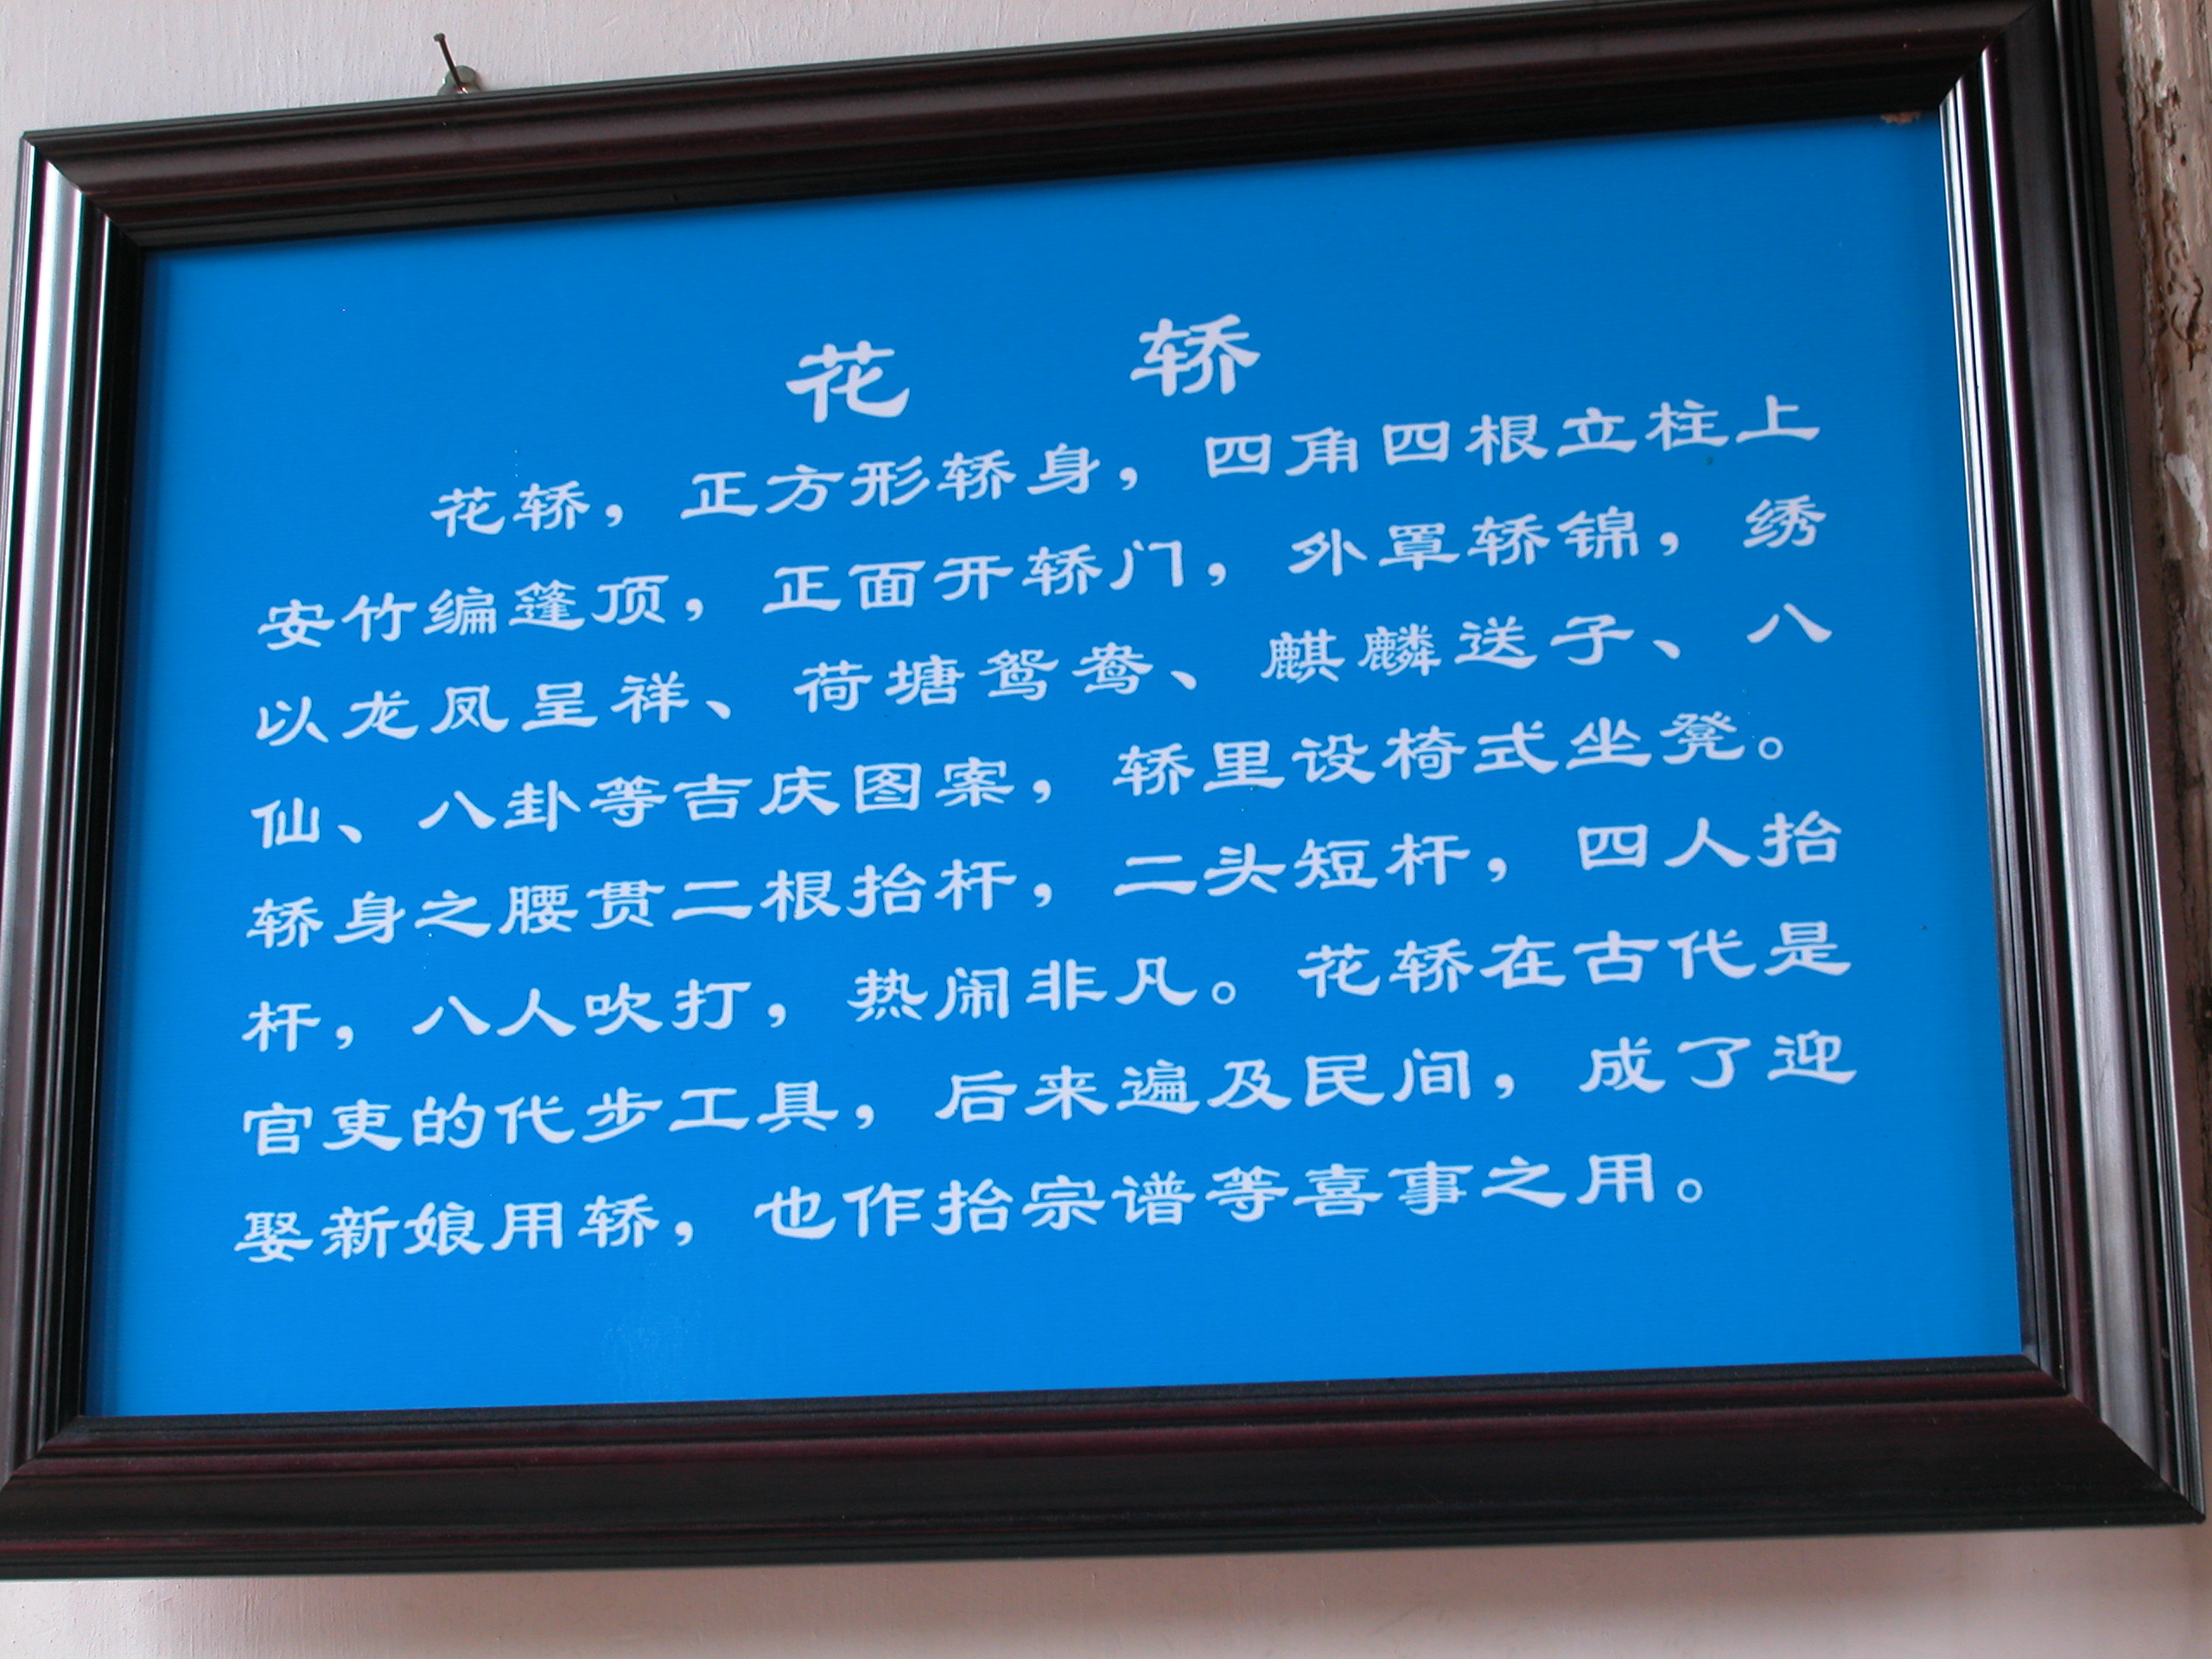 花 轿
花轿，正方形轿身，四角四根立柱上
安竹编篷顶，正面开轿门，外罩轿锦，绣
以龙凤呈祥、荷塘鸳鸯、麒麟送子、八
仙、八卦等吉庆图案，轿里设椅式坐凳。
轿身之腰贯二根抬杆，二头短杆，四人抬
杆，八人吹打，热闹非凡。花轿在古代是
官吏的代步工具，后来遍及民间，成了迎
娶新娘用轿，也作抬宗谱等喜事之用。